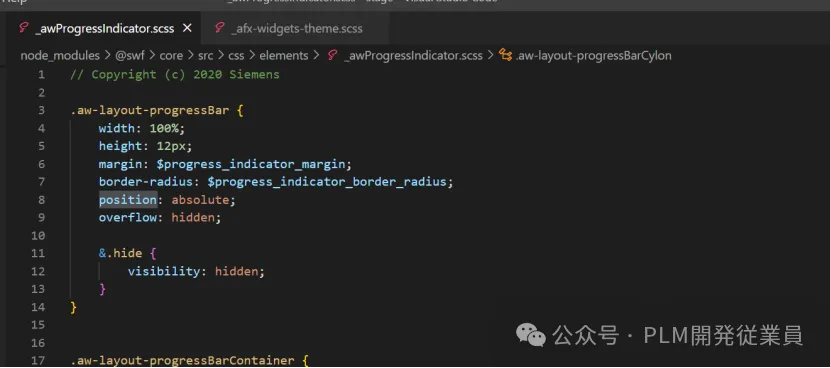 _awProgressIndicator.scss
_afx-widgets-theme.scss
node_modules > @swf > core > src > css > elements > _awProgressIndicator.scss > .aw-layout-progressBarCylon
1 // Copyright (c) 2020 Siemens
2
3 .aw-layout-progressBar {
4 width: 100%;
5 height: 12px;
6 margin: $progress_indicator_margin;
7 border-radius: $progress_indicator_border_radius;
8 position: absolute;
9 overflow: hidden;
10
11 &.hide {
12 visibility: hidden;
13 }
14 }
15
16
17 .aw-layout-progressBarContainer {
公众号 · PLM開発従業員